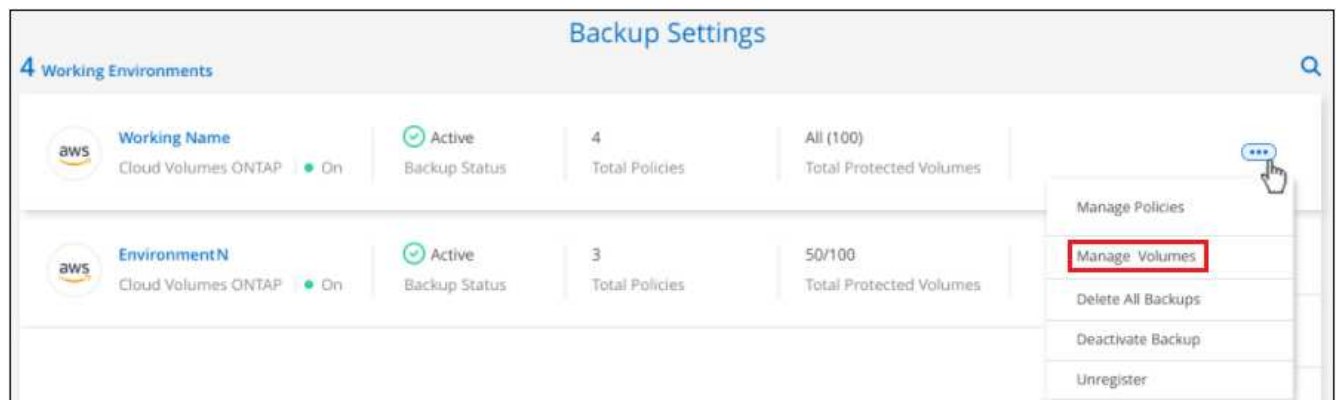 Backup Settings
4 Working Environments
aws
Working Name
Cloud Volumes ONTAP
On
Active
Backup Status
4
Total Policies
All (100)
Total Protected Volumes
Manage Policies
Manage Volumes
Delete All Backups
Deactivate Backup
Unregister
aws
EnvironmentN
Cloud Volumes ONTAP
On
Active
Backup Status
3
Total Policies
50/100
Total Protected Volumes